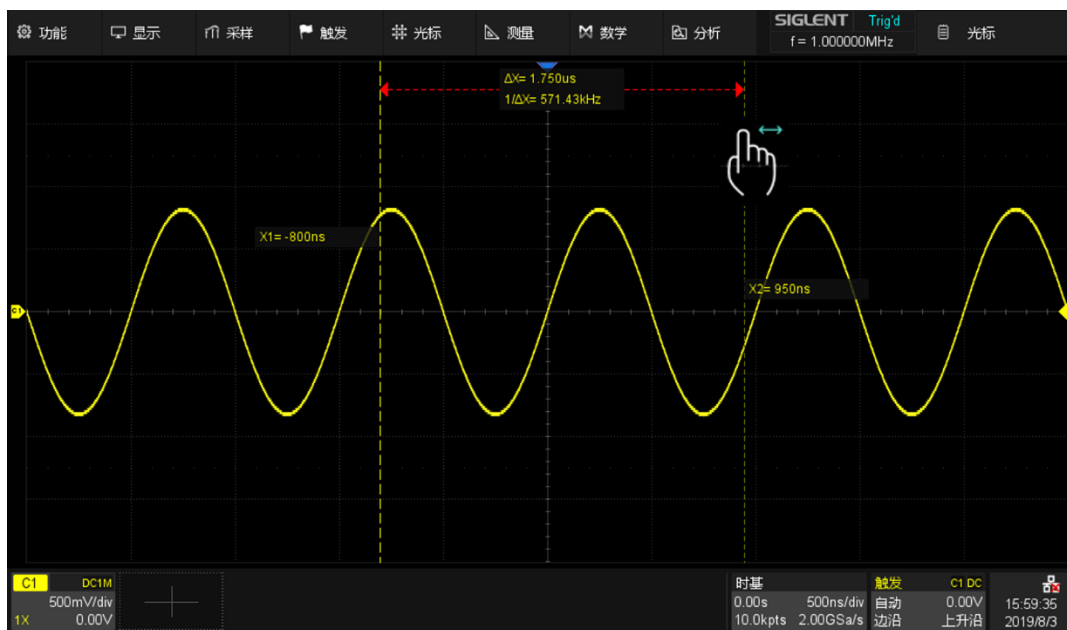 功能 显示 采样 触发 光标 测量 数学 分析 SIGLENT Trig'd 光标
f = 1.000000MHz
ΔX= 1.750us
1/ΔX= 571.43kHz
X1= -800ns
X2= 950ns
C1
C1 DC1M
500mV/div
1X 0.00V
时基
0.00s 500ns/div
10.0kpts 2.00GSa/s
触发 C1 DC
自动 0.00V
边沿 上升沿
15:59:35
2019/8/3